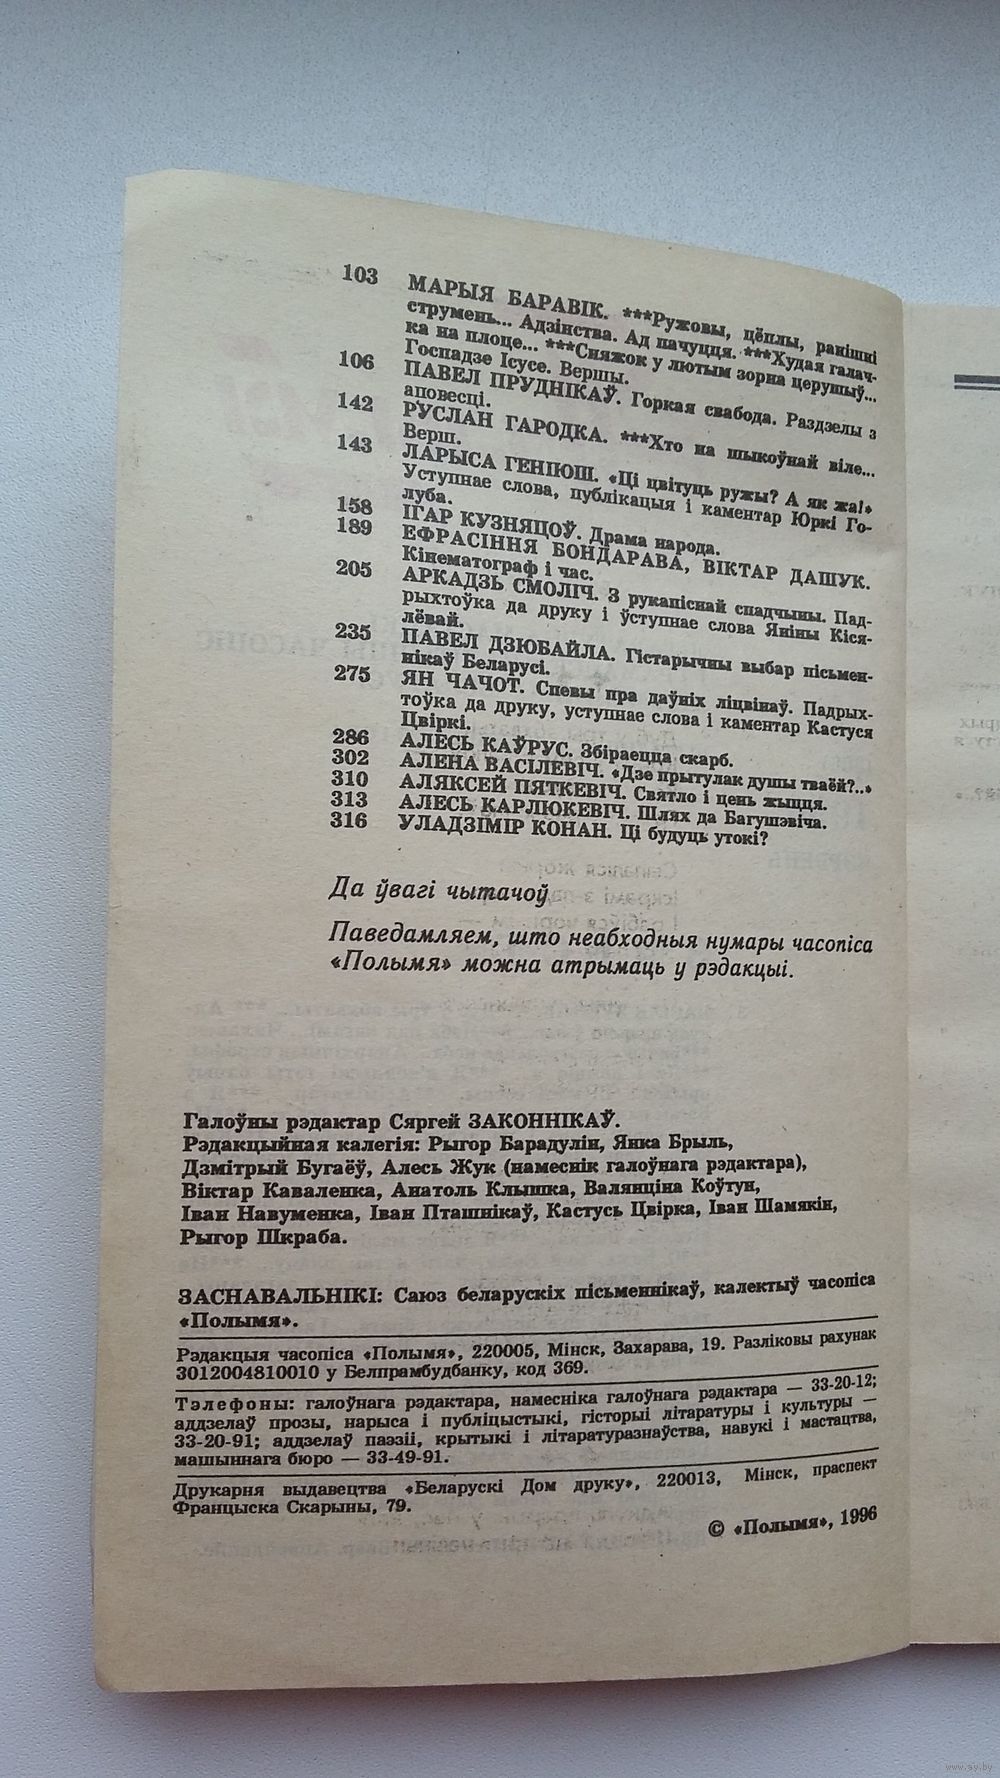 103 МАРЫЯ БАРАВІК. ***Ружовы, цёплы, ранішні
струмень... Адзінства. Ад пачуцця. ***Худая галач-
ка на плоце... ***Сняжок у лютым зорна церушыў...
Госпадзе Ісусе. Вершы.
106 ПАВЕЛ ПРУДНІКАЎ. Горкая свабода. Раздзелы з
аповесці.
142 РУСЛАН ГАРОДКА. ***Хто на шыкоўнай віле...
Верш.
143 ЛАРЫСА ГЕНІЮШ. «Ці цвітуць ружы? А як жа!»
Уступнае слова, публікацыя і каментар Юркі Го-
луба.
158 ІГАР КУЗНЯЦОЎ. Драма народа.
189 ЕФРАСІННЯ БОНДАРАВА, ВІКТАР ДАШУК.
Кінематограф і час.
205 АРКАДЗЬ СМОЛІЧ. З рукапіснай спадчыны. Пад-
рыхтоўка да друку і ўступнае слова Яніны Кіся-
лёвай.
235 ПАВЕЛ ДЗЮБАЙЛА. Гістарычны выбар пісьмен-
нікаў Беларусі.
275 ЯН ЧАЧОТ. Спевы пра даўніх ліцвінаў. Падрых-
тоўка да друку, уступнае слова і каментар Кастуся
Цвіркі.
286 АЛЕСЬ КАЎРУС. Збіраецца скарб.
302 АЛЕНА ВАСІЛЕВІЧ. «Дзе прытулак душы тваёй?..»
310 АЛЯКСЕЙ ПЯТКЕВІЧ. Святло і цень жыцця.
313 АЛЕСЬ КАРЛЮКЕВІЧ. Шлях да Багушэвіча.
316 УЛАДЗІМІР КОНАН. Ці будуць утокі?
Да ўвагі чытачоў
Паведамляем, што неабходныя нумары часопіса
«Полымя» можна атрымаць у рэдакцыі.
Галоўны рэдактар Сяргей ЗАКОННІКАЎ.
Рэдакцыйная калегія: Рыгор Барадулін, Янка Брыль,
Дзмітрый Бугаёў, Алесь Жук (намеснік галоўнага рэдактара),
Віктар Каваленка, Анатоль Клышка, Валянціна Коўтун,
Іван Навуменка, Іван Пташнікаў, Кастусь Цвірка, Іван Шамякін,
Рыгор Шкраба.
ЗАСНАВАЛЬНІКІ: Саюз беларускіх пісьменнікаў, калектыў часопіса
«Полымя».
Рэдакцыя часопіса «Полымя», 220005, Мінск, Захарава, 19. Разліковы рахунак
3012004810010 у Белпрамбудбанку, код 369.
Тэлефоны: галоўнага рэдактара, намесніка галоўнага рэдактара — 33-20-12;
аддзелаў прозы, нарыса і публіцыстыкі, гісторыі літаратуры і культуры —
33-20-91; аддзелаў паэзіі, крытыкі і літаратуразнаўства, навукі і мастацтва,
машыннага бюро — 33-49-91.
Друкарня выдавецтва «Беларускі Дом друку», 220013, Мінск, праспект
Францыска Скарыны, 79.
© «Полымя», 1996
www.ay.by